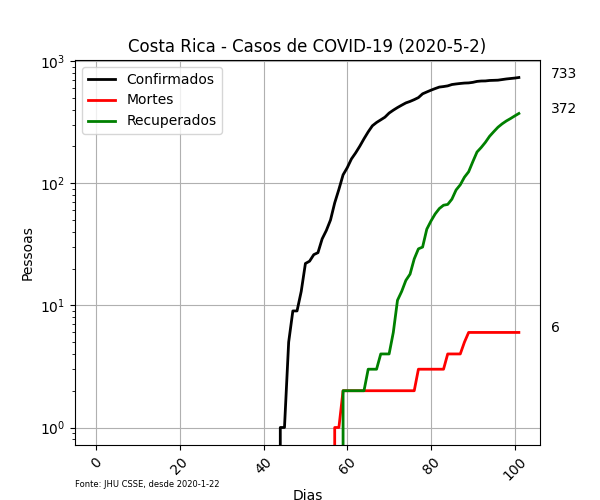 Costa Rica - Casos de COVID-19 (2020-5-2)
Confirmados
Mortes
Recuperados
733
372
6
Pessoas
10³
10²
10¹
10⁰
0 20 40 60 80 100
Fonte: JHU CSSE, desde 2020-1-22
Dias